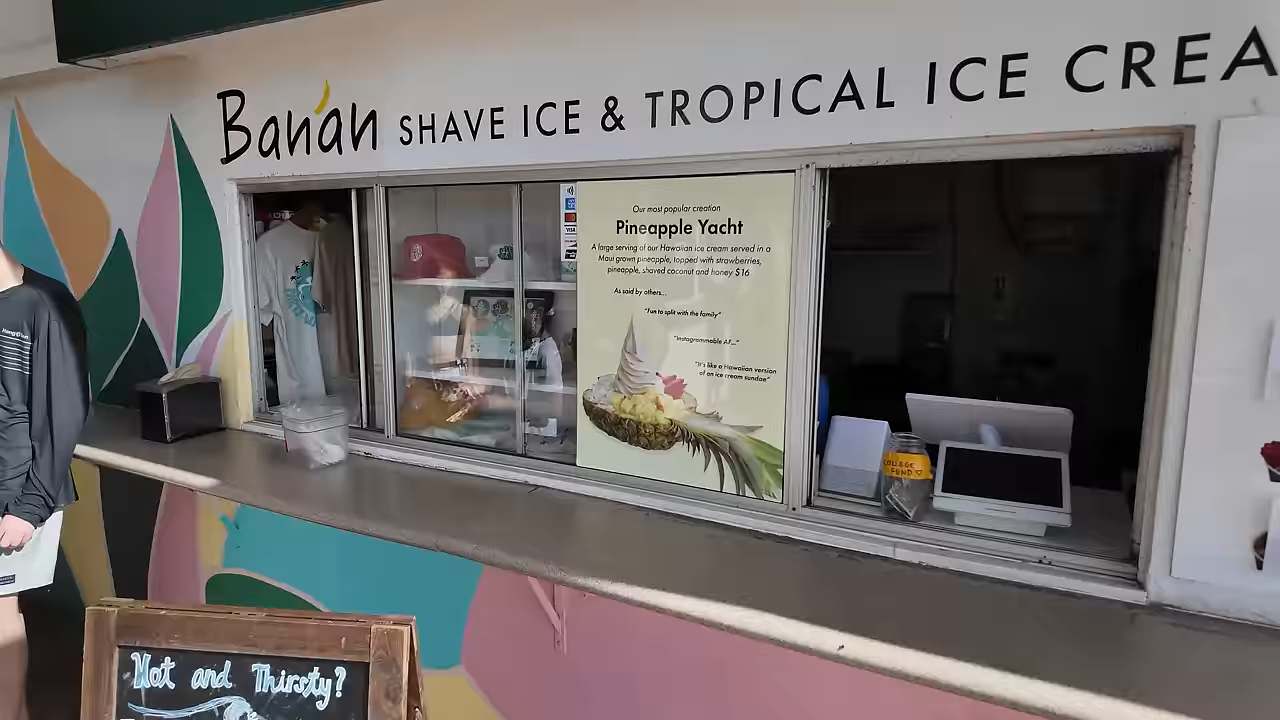 Banán SHAVE ICE & TROPICAL ICE CREA
Our most popular creation
Pineapple Yacht
A large serving of our Hawaiian ice cream served in a
Maui grown pineapple, topped with strawberries,
pineapple, shaved coconut and honey $16
As said by others...
"Fun to split with the family"
"Instagrammable AF..."
"It's like a Hawaiian version
of an ice cream sundae"
VISA
COLLEGE
FUND
Hot and Thirsty?